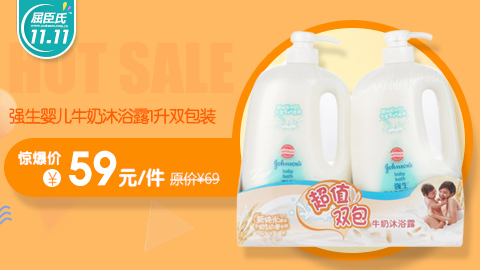 屈臣氏
11.11
HOT SALE
强生婴儿牛奶沐浴露1升双包装
惊爆价
¥59元/件 原价¥69
Johnson's
baby
bath
强生
Johnson's
baby
bath
强生
超值
双包
牛奶沐浴露